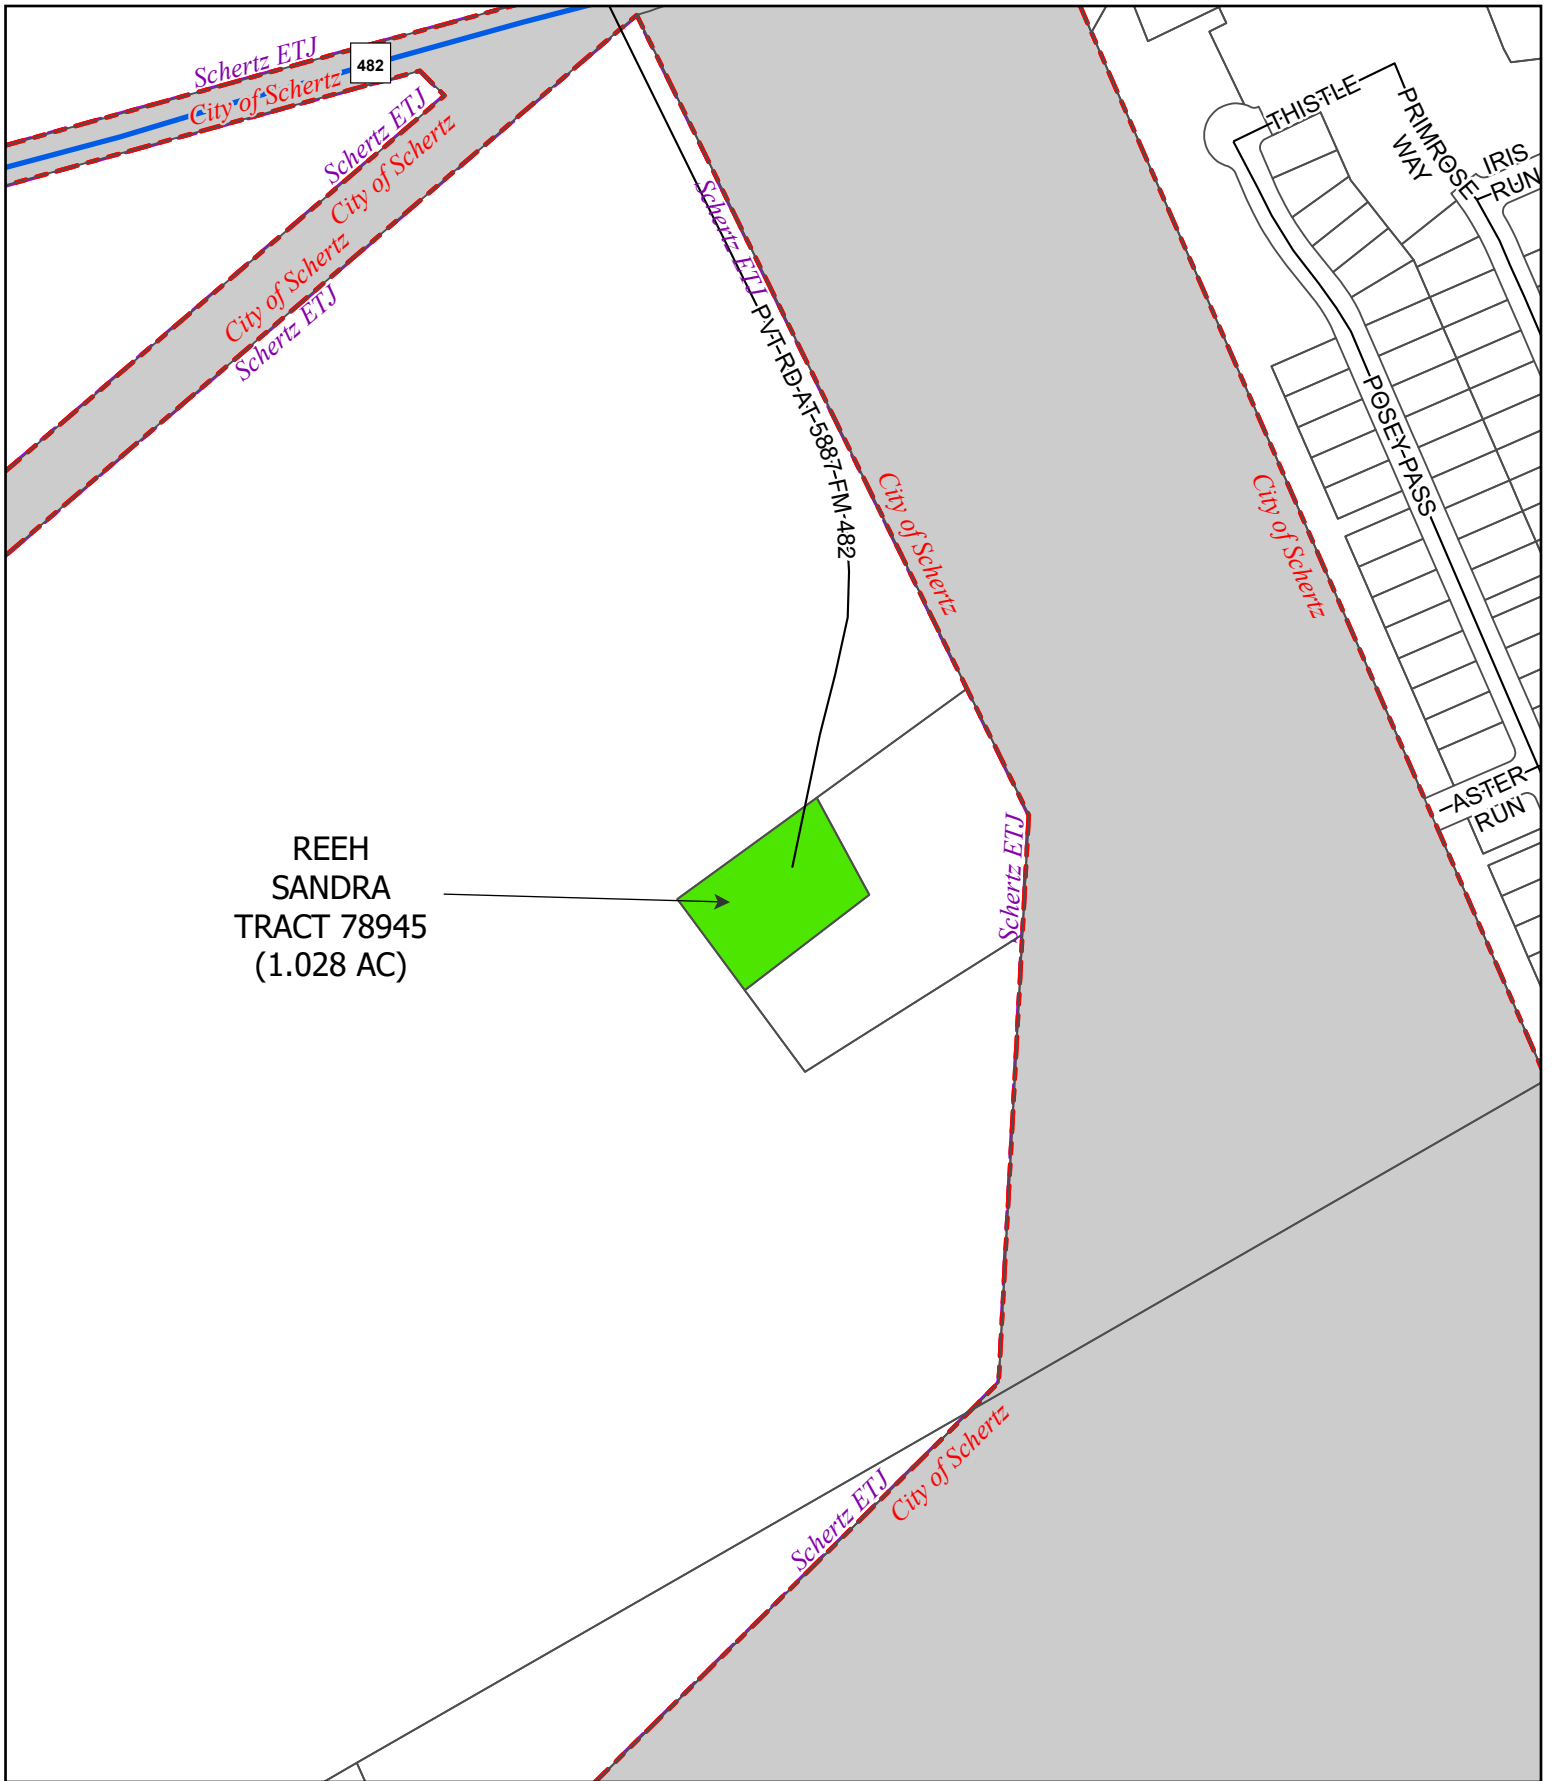 Schertz ETJ
482
City of Schertz
Schertz ETJ
City of Schertz
City of Schertz
Schertz ETJ
Schertz ETJ
PVT-RD-AT-5887-FM-482
City of Schertz
City of Schertz
THISTLE
PRIMROSE
WAY
IRIS
RUN
POSEY-PASS
ASTER
RUN
Schertz ETJ
REEH
SANDRA
TRACT 78945
(1.028 AC)
City of Schertz
Schertz ETJ